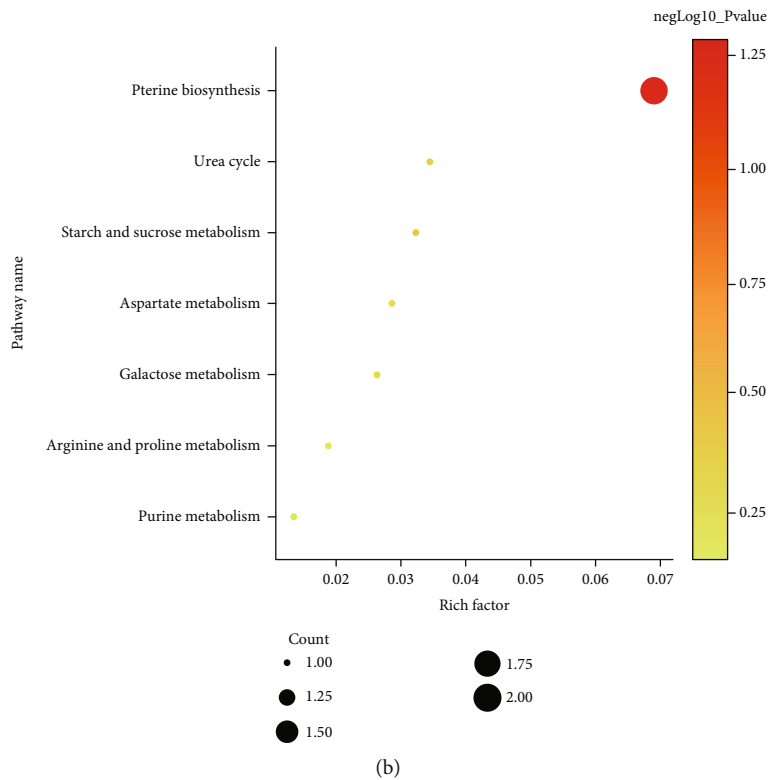 negLog10_Pvalue
Pterine biosynthesis
Urea cycle
Starch and sucrose metabolism
Aspartate metabolism
Galactose metabolism
Arginine and proline metabolism
Purine metabolism
Pathway name
1.25
1.00
0.75
0.50
0.25
0.02 0.03 0.04 0.05 0.06 0.07
Rich factor
Count
1.00
1.25
1.50
1.75
2.00
(b)